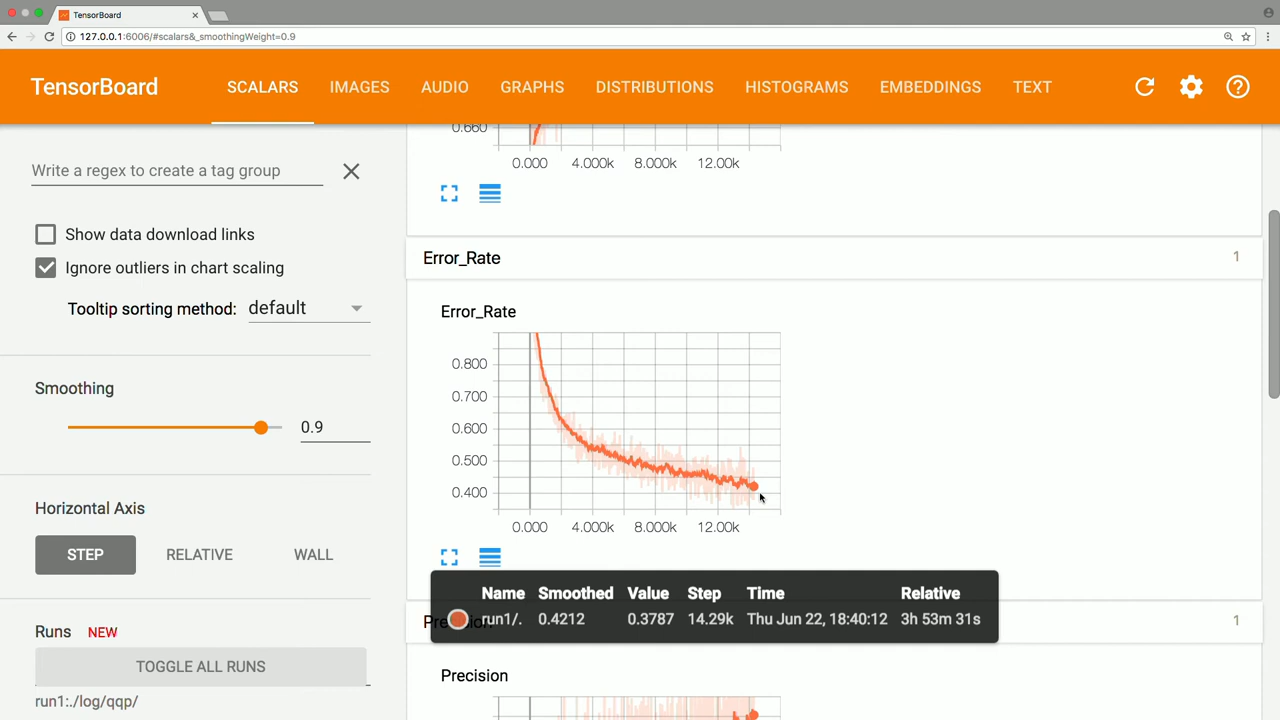 TensorBoard
127.0.0.1:6006/#scalars&_smoothingWeight=0.9
TensorBoard SCALARS IMAGES AUDIO GRAPHS DISTRIBUTIONS HISTOGRAMS EMBEDDINGS TEXT
Write a regex to create a tag group
Show data download links
Ignore outliers in chart scaling
Tooltip sorting method: default
Smoothing
0.9
Horizontal Axis
STEP RELATIVE WALL
Runs NEW
TOGGLE ALL RUNS
run1:./log/qqp/
0.660
0.000 4.000k 8.000k 12.00k
Error_Rate 1
Error_Rate
0.800
0.700
0.600
0.500
0.400
0.000 4.000k 8.000k 12.00k
Name Smoothed Value Step Time Relative
run1/. 0.4212 0.3787 14.29k Thu Jun 22, 18:40:12 3h 53m 31s
1
Precision